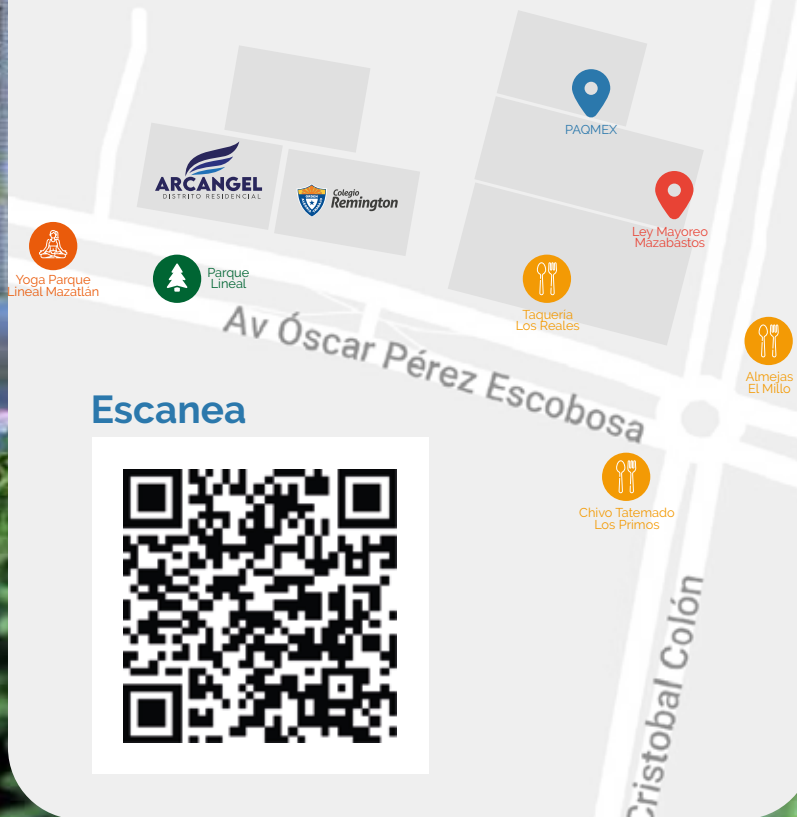 PAQMEX
ARCANGEL
DISTRITO RESIDENCIAL
Colegio
Remington
Ley Mayoreo
Mazabastos
Yoga Parque
Lineal Mazatlán
Parque
Lineal
Taquería
Los Reales
Av Óscar Pérez Escobosa
Almejas
El Millo
Escanea
Chivo Tatemado
Los Primos
Cristobal Colón